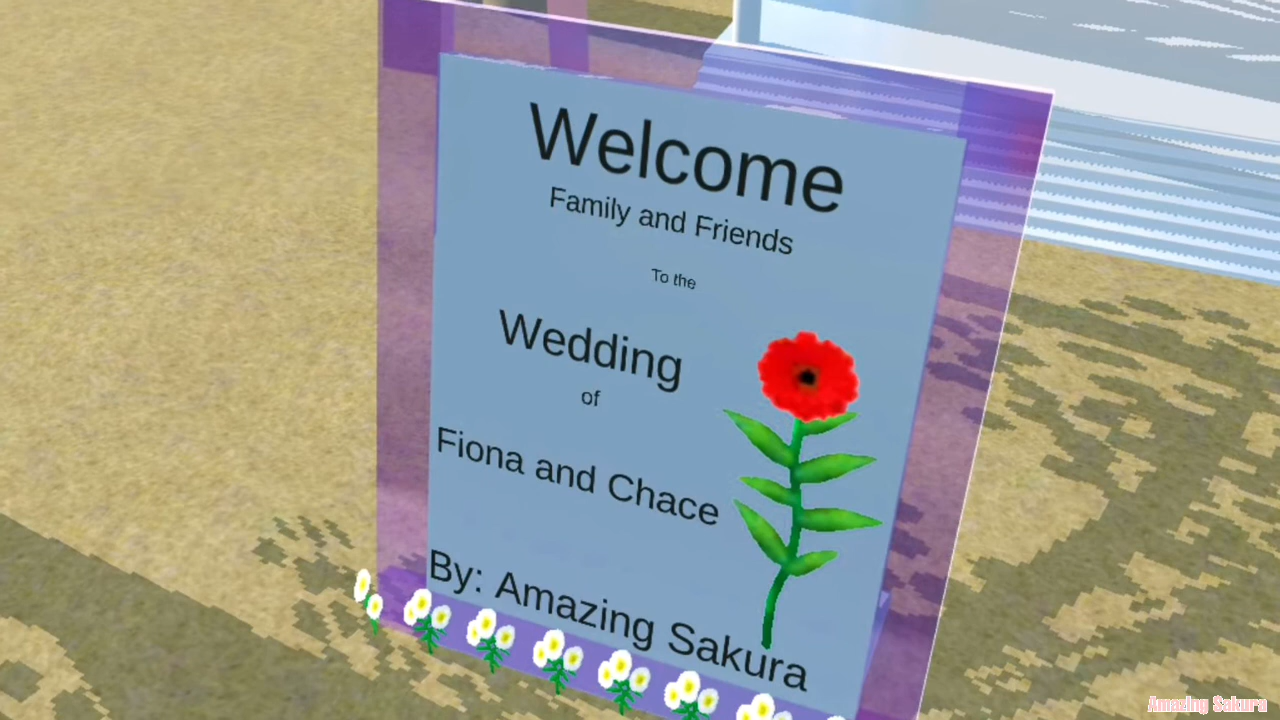 Welcome
Family and Friends
To the
Wedding
of
Fiona and Chace
By: Amazing Sakura
Amazing Sakura